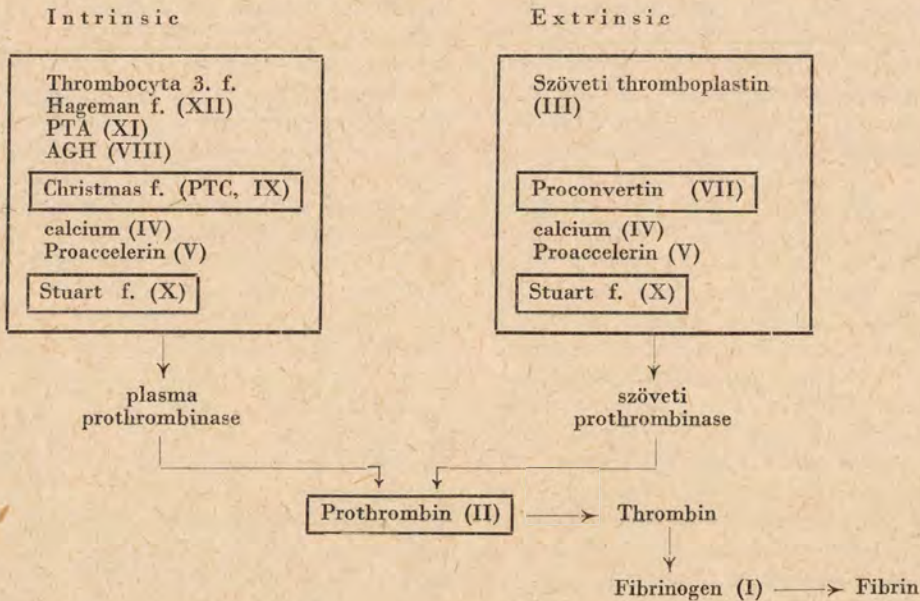 Intrinsic
Thrombocyta 3. f.
Hageman f. (XII)
PTA (XI)
AGH (VIII)
Christmas f. (PTC, IX)
calcium (IV)
Proaccelerin (V)
Stuart f. (X)
plasma
prothrombinase
Extrinsic
Szöveti thromboplastin
(III)
Proconvertin (VII)
calcium (IV)
Proaccelerin (V)
Stuart f. (X)
szöveti
prothrombinase
Prothrombin (II)
Thrombin
Fibrinogen (I)
Fibrin